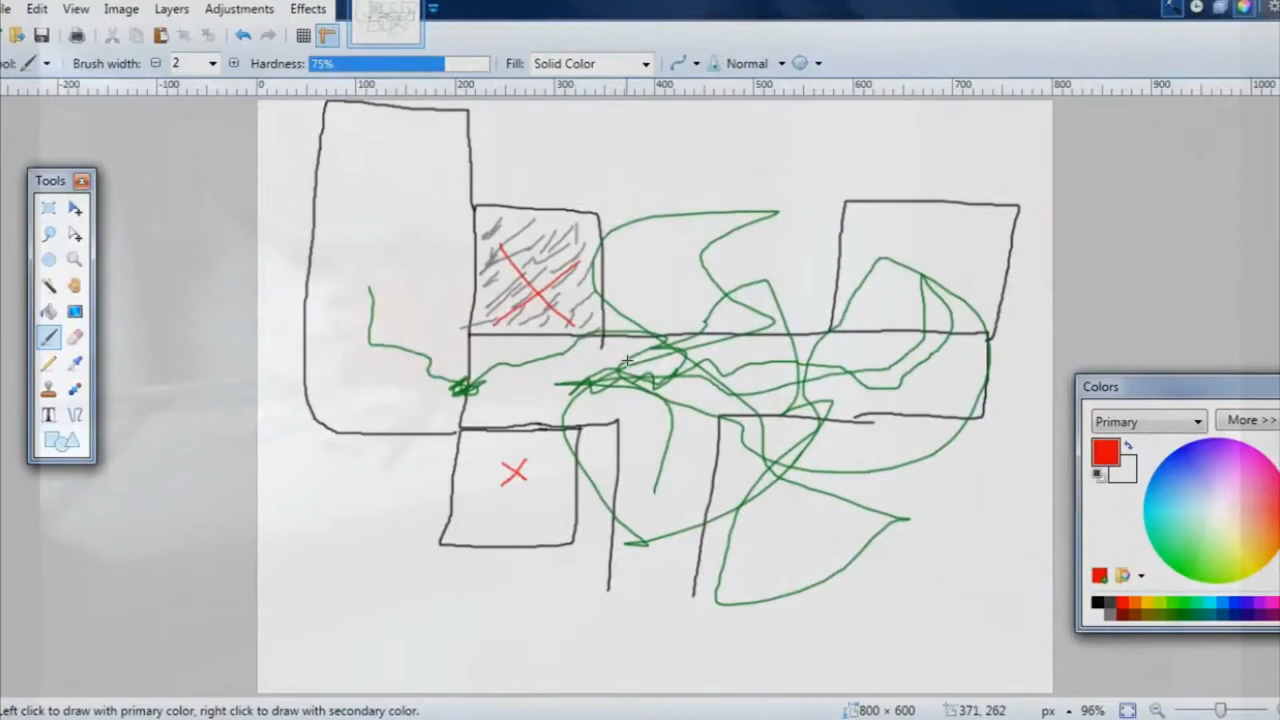 le Edit View Image Layers Adjustments Effects
ol: Brush width: 2 Hardness: 75% Fill: Solid Color Normal
-200 -100 0 100 200 300 400 500 600 700 800 900 1000
Tools
Colors
Primary More >>
Left click to draw with primary color, right click to draw with secondary color. 800 × 600 371, 262 px 96%